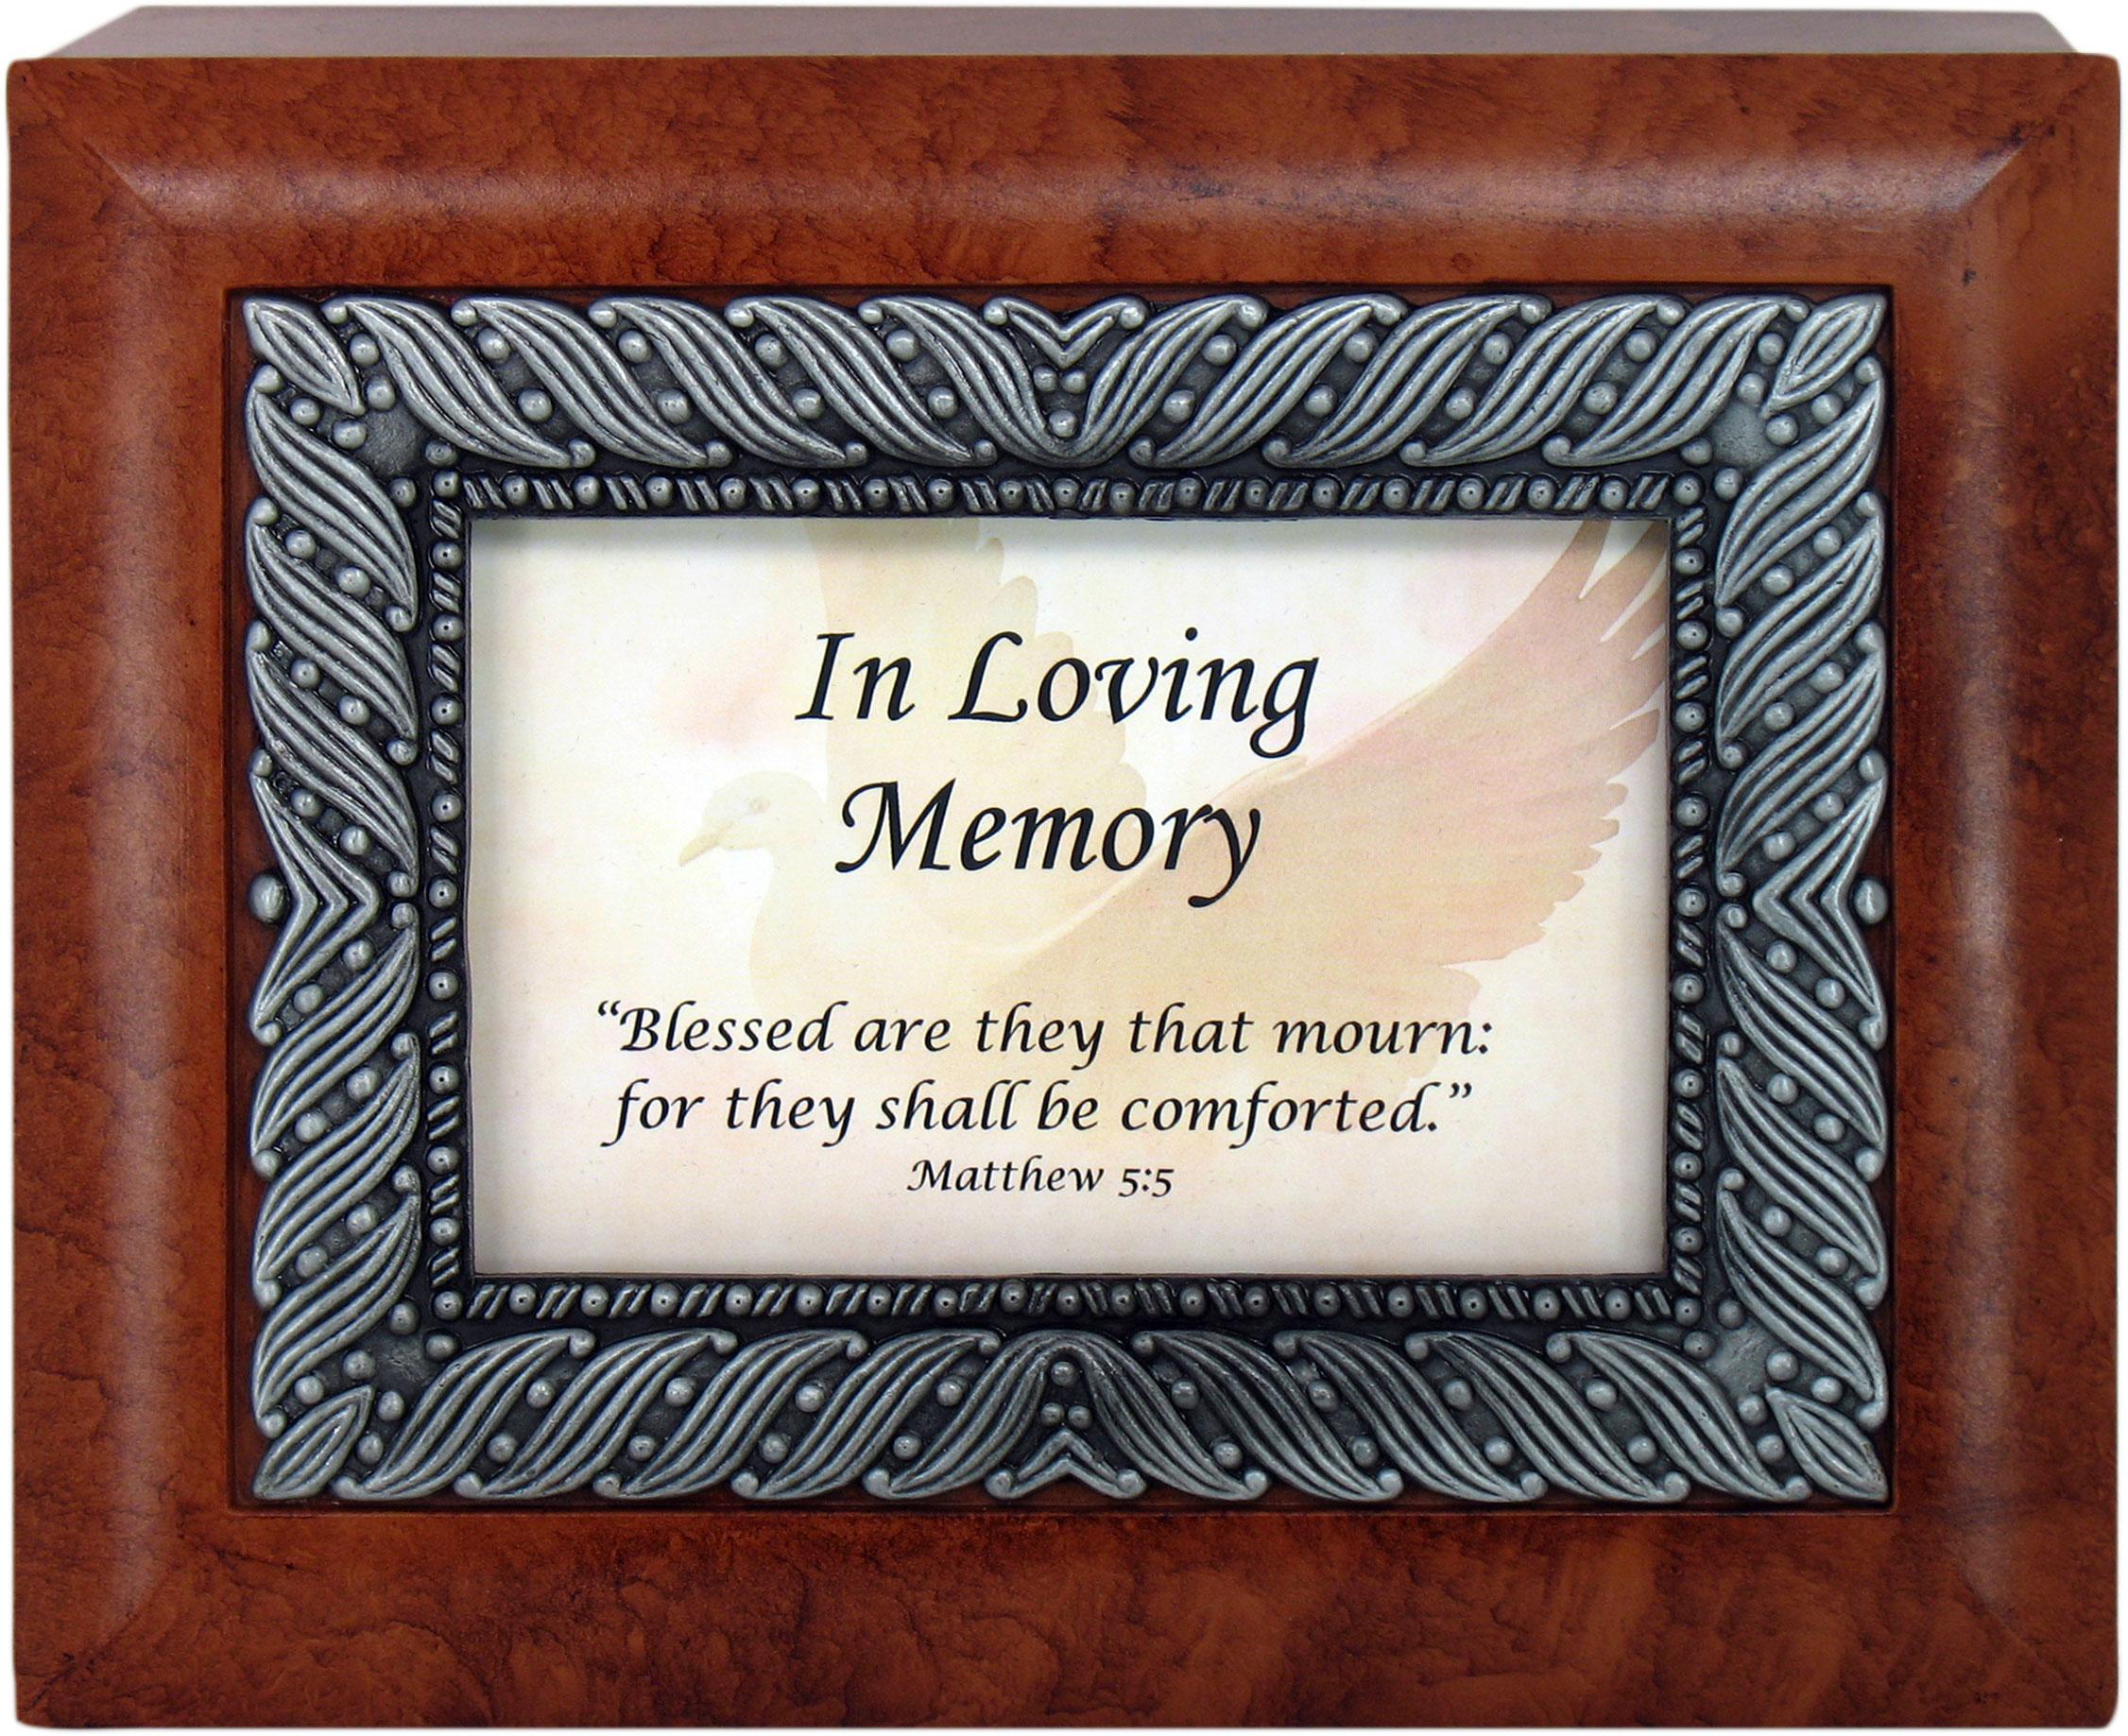 In Loving
Memory
“Blessed are they that mourn:
for they shall be comforted.”
Matthew 5:5